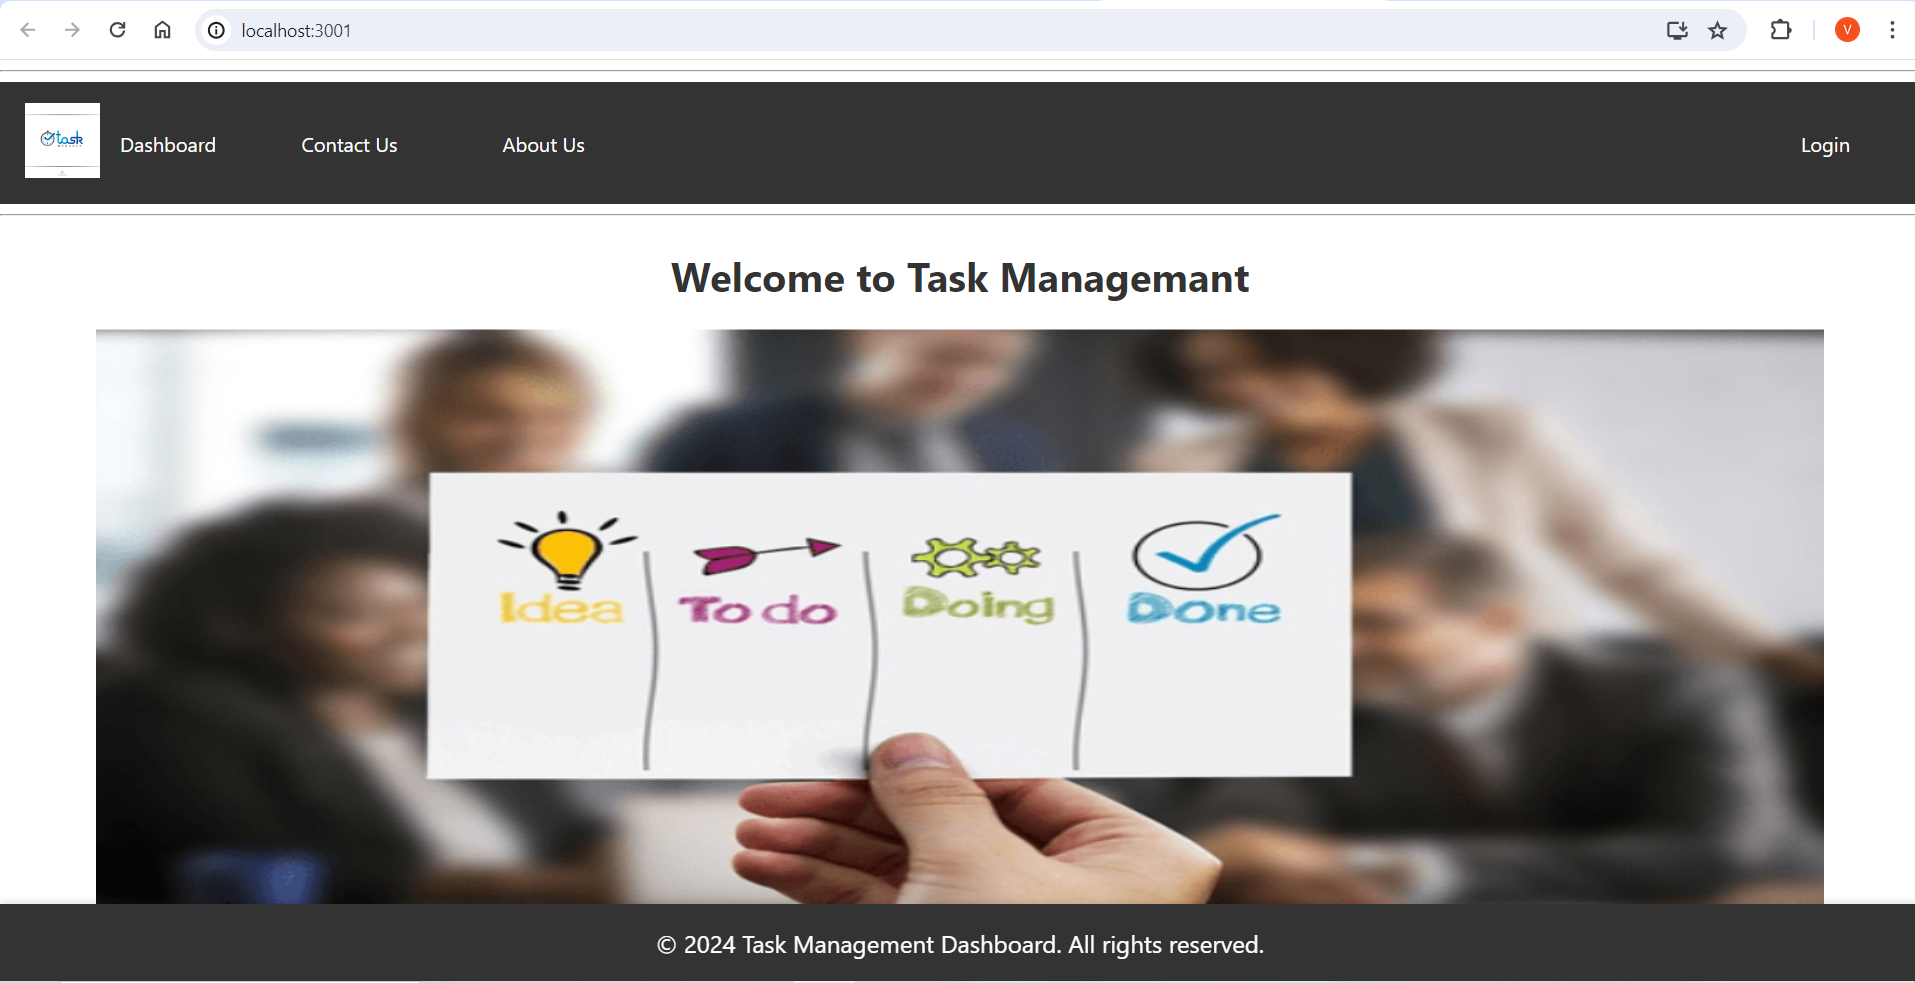 localhost:3001
V
task
Dashboard
Contact Us
About Us
Login
Welcome to Task Managemant
Idea
To do
Doing
Done
© 2024 Task Management Dashboard. All rights reserved.